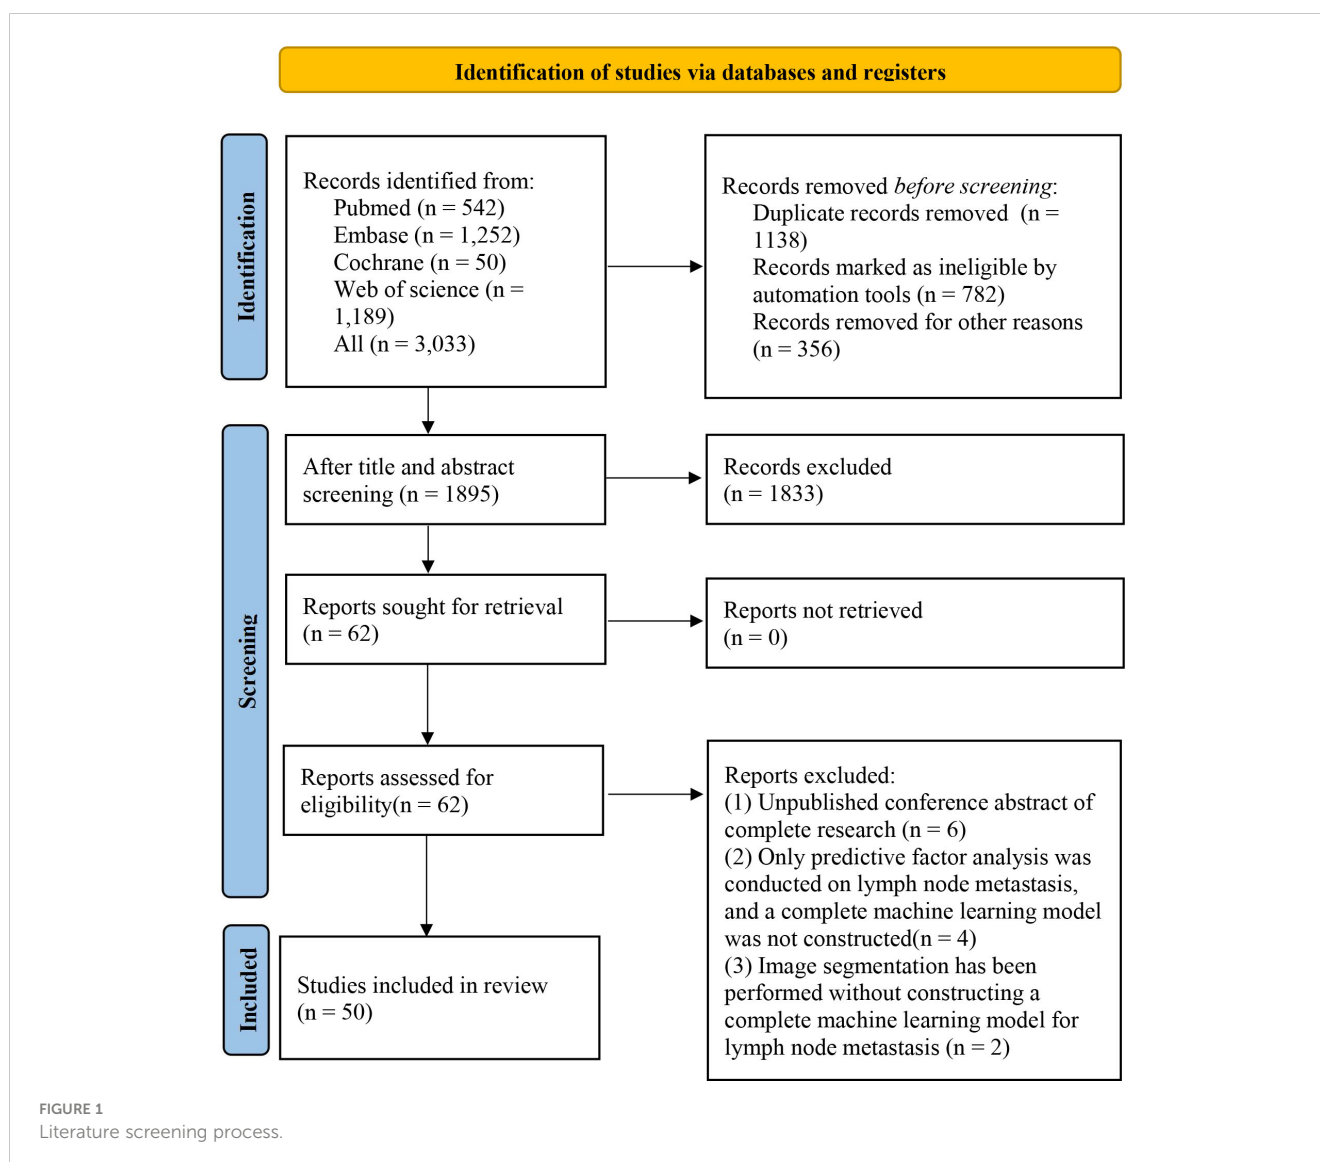 Identification of studies via databases and registers
Identification
Records identified from:
Pubmed (n = 542)
Embase (n = 1,252)
Cochrane (n = 50)
Web of science (n =
1,189)
All (n = 3,033)
Records removed before screening:
Duplicate records removed (n =
1138)
Records marked as ineligible by
automation tools (n = 782)
Records removed for other reasons
(n = 356)
Screening
After title and abstract
screening (n = 1895)
Records excluded
(n = 1833)
Reports sought for retrieval
(n = 62)
Reports not retrieved
(n = 0)
Reports assessed for
eligibility(n = 62)
Reports excluded:
(1) Unpublished conference abstract of
complete research (n = 6)
(2) Only predictive factor analysis was
conducted on lymph node metastasis,
and a complete machine learning model
was not constructed(n = 4)
(3) Image segmentation has been
performed without constructing a
complete machine learning model for
lymph node metastasis (n = 2)
Included
Studies included in review
(n = 50)
FIGURE 1
Literature screening process.